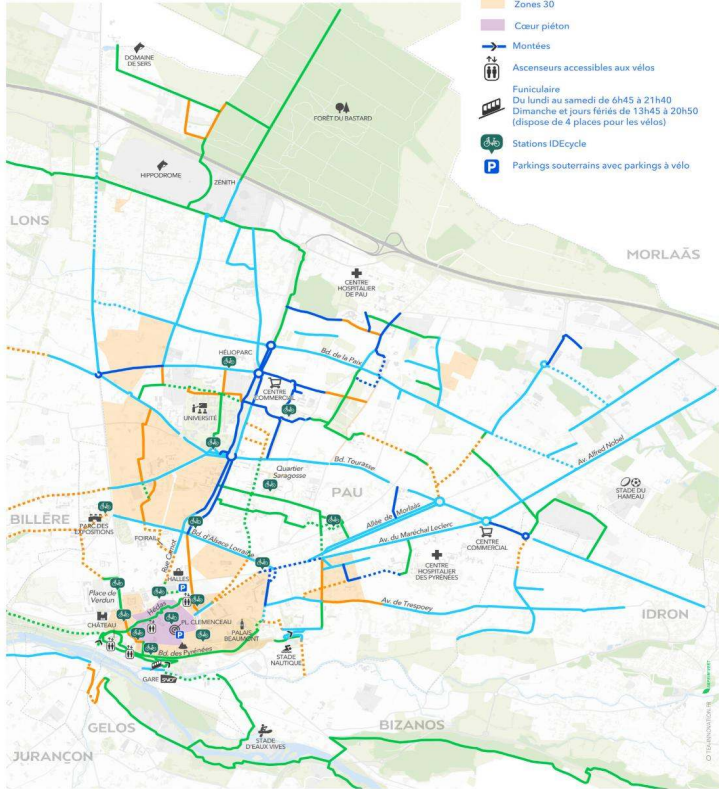 Zones 30
Cœur piéton
Montées
Ascenseurs accessibles aux vélos
Funiculaire
Du lundi au samedi de 6h45 à 21h40
Dimanche et jours fériés de 13h45 à 20h50
(dispose de 4 places pour les vélos)
Stations IDEcycle
P
Parkings souterrains avec parkings à vélo
DOMAINE
DE SERS
FORÊT DU BASTARD
HIPPODROME
ZÉNITH
LONS
MORLAÀS
CENTRE
HOSPITALIER
DE PAU
HÉLIOPARC
Bd. de la Paix
CENTRE
COMMERCIAL
UNIVERSITÉ
Quartier
Saragosse
Bd. Tourasse
Av. Alfred Nobel
STADE DU
HAMEAU
PAU
BILLÈRE
PARC DES
EXPOSITIONS
FOIRAIL
Rue Carnot
Bd. d'Alsace Lorraine
Allée de Morlaàs
Av. du Maréchal Leclerc
CENTRE
COMMERCIAL
CENTRE
HOSPITALIER
DES PYRÉNÉES
HALLES
P
Place de
Verdun
Hédas
CHÂTEAU
PL. CLEMENCEAU
P
PALAIS
BEAUMONT
Av. de Trespoey
IDRON
Bd. des Pyrénées
STADE
NAUTIQUE
GARE SNCF
GELOS
BIZANOS
STADE
D'EAUX VIVES
JURANÇON